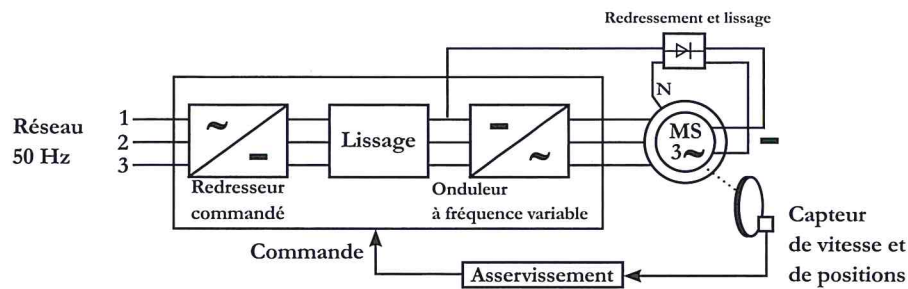 Redressement et lissage
N
Réseau
50 Hz
1
2
3
~
Lissage
~
MS
3~
Redresseur
commandé
Onduleur
à fréquence variable
Commande
Asservissement
Capteur
de vitesse et
de positions